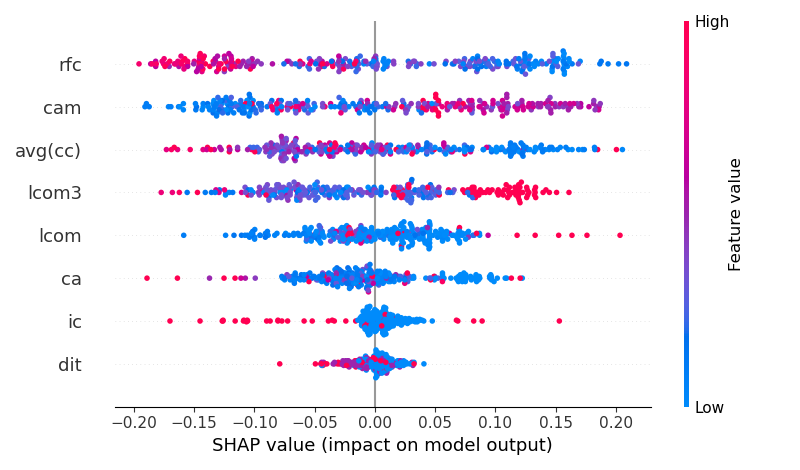 High
rfc
cam
avg(cc)
lcom3
lcom
ca
ic
dit
Feature value
Low
−0.20 −0.15 −0.10 −0.05 0.00 0.05 0.10 0.15 0.20
SHAP value (impact on model output)